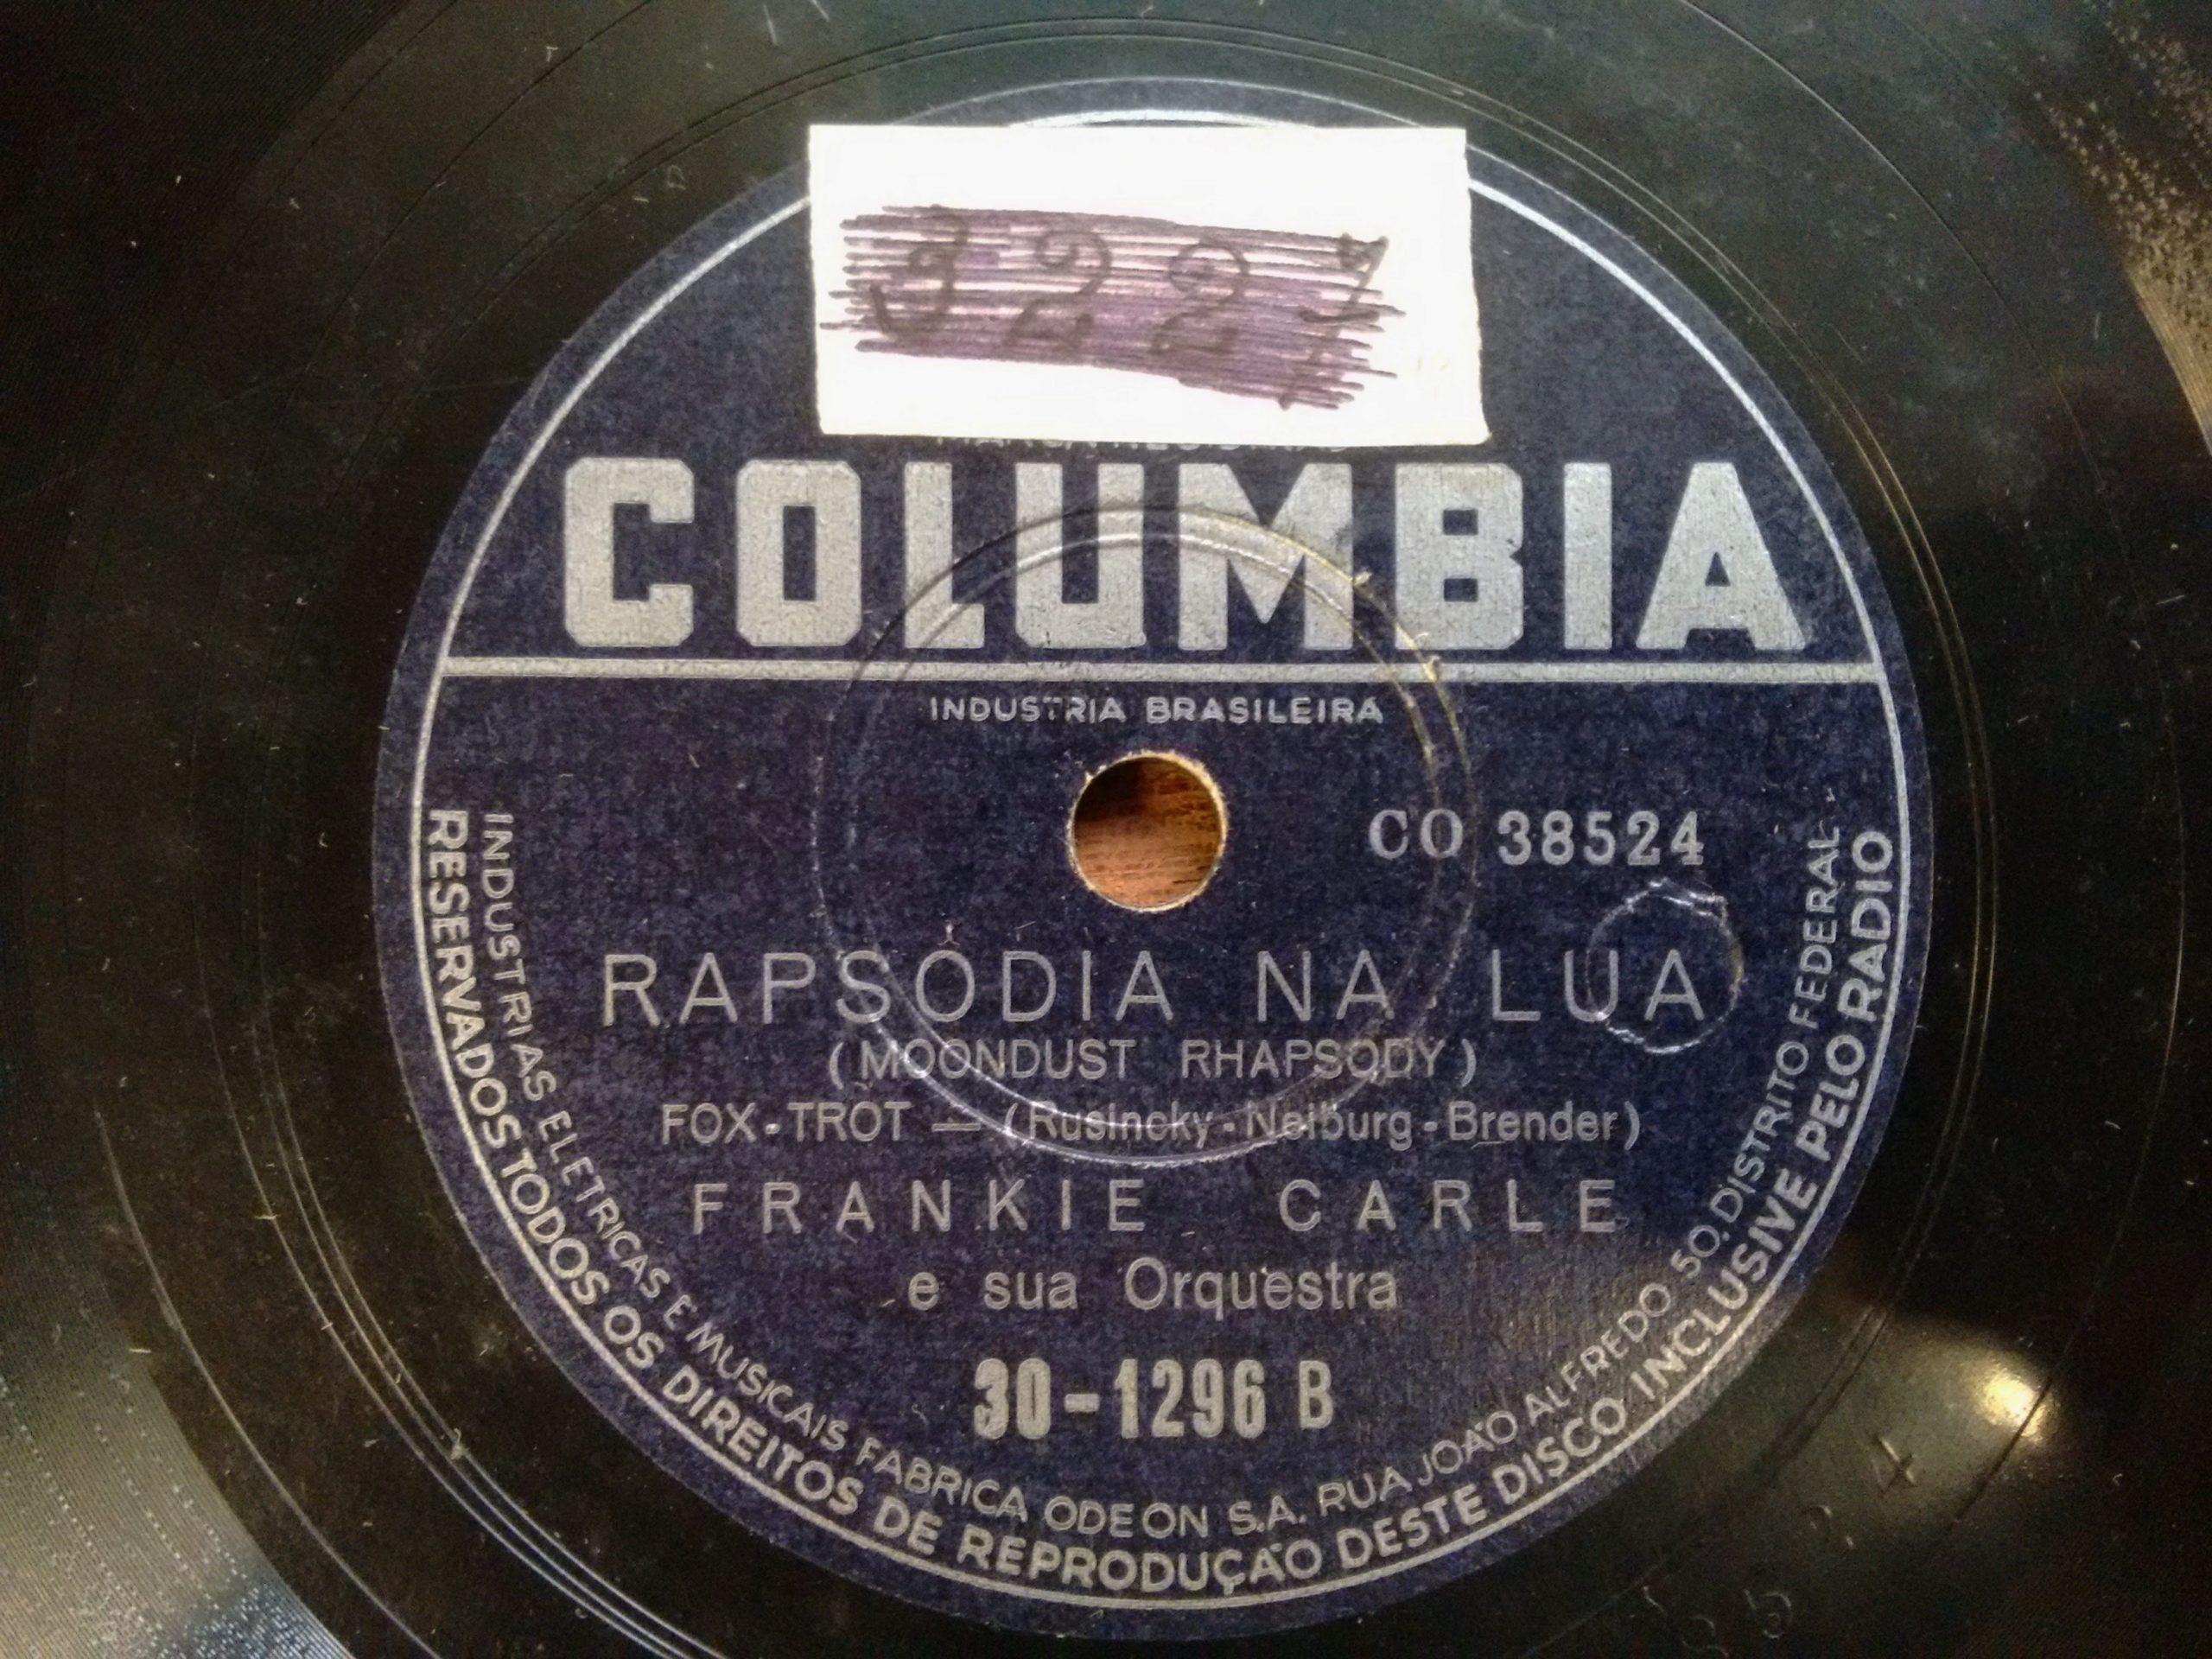 COLUMBIA
INDUSTRIA BRASILEIRA
CO 38524
RAPSÓDIA NA LUA
(MOONDUST RHAPSODY)
FOX-TROT — (Rusincky-Neiburg-Brender)
FRANKIE CARLE
e sua Orquestra
30-1296 B
INDUSTRIAS ELETRICAS E MUSICAIS FABRICA ODEON S.A. RUA JOÃO ALFREDO 50. DISTRITO FEDERAL-
RESERVADOS TODOS OS DIREITOS DE REPRODUÇÃO DESTE DISCO INCLUSIVE PELO RADIO